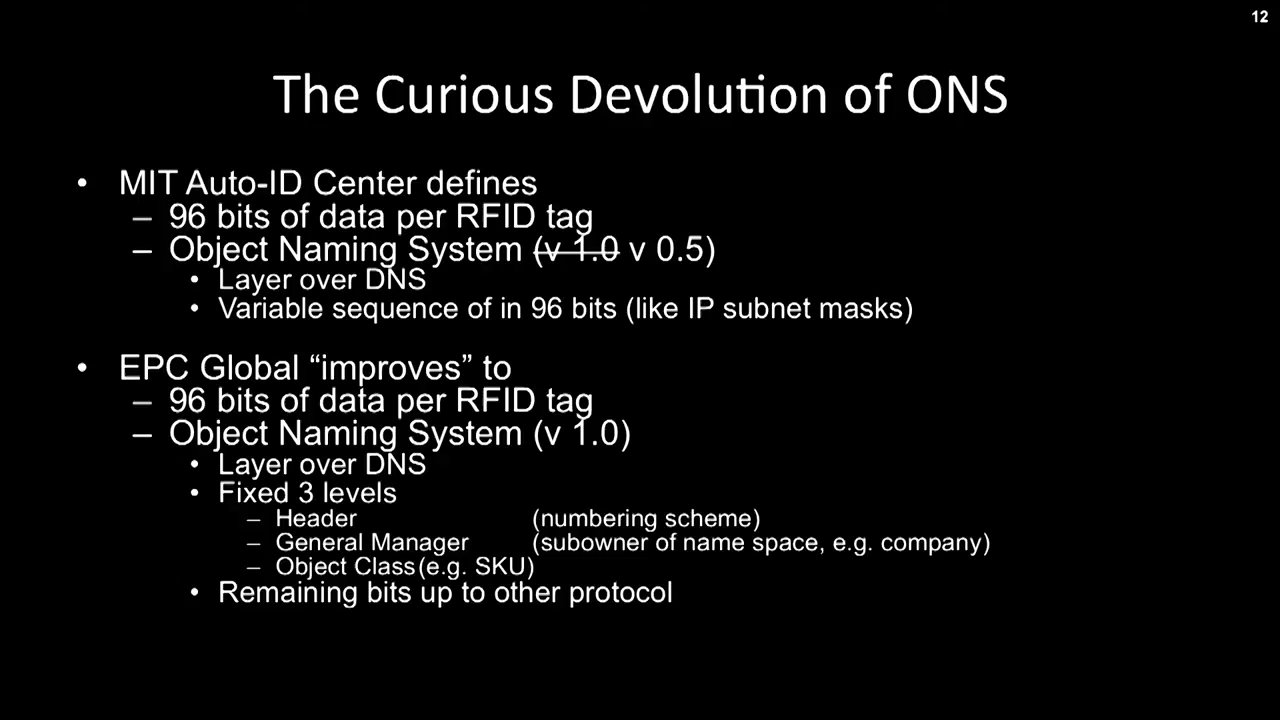 12
The Curious Devolution of ONS
• MIT Auto-ID Center defines
– 96 bits of data per RFID tag
– Object Naming System (v 1.0 v 0.5)
• Layer over DNS
• Variable sequence of in 96 bits (like IP subnet masks)
• EPC Global “improves” to
– 96 bits of data per RFID tag
– Object Naming System (v 1.0)
• Layer over DNS
• Fixed 3 levels
– Header (numbering scheme)
– General Manager (subowner of name space, e.g. company)
– Object Class (e.g. SKU)
• Remaining bits up to other protocol